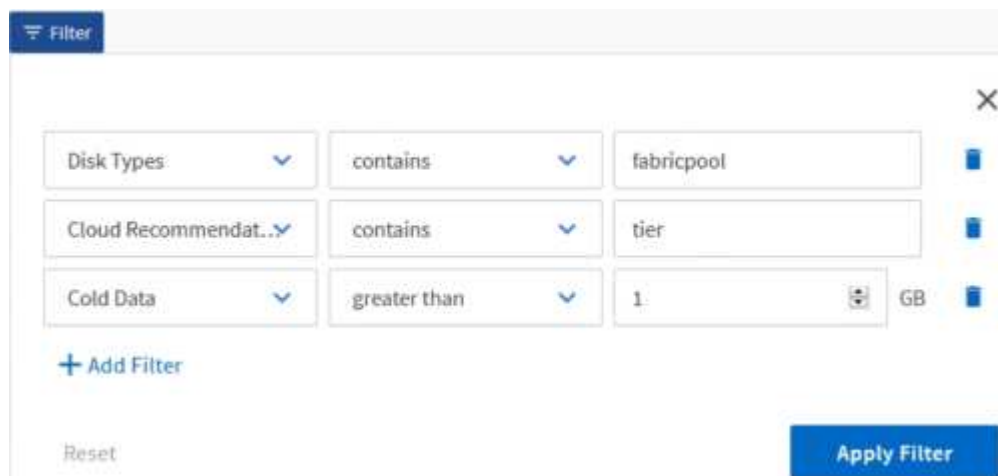 Filter
Disk Types contains fabricpool
Cloud Recommendat... contains tier
Cold Data greater than 1 GB
+ Add Filter
Reset Apply Filter